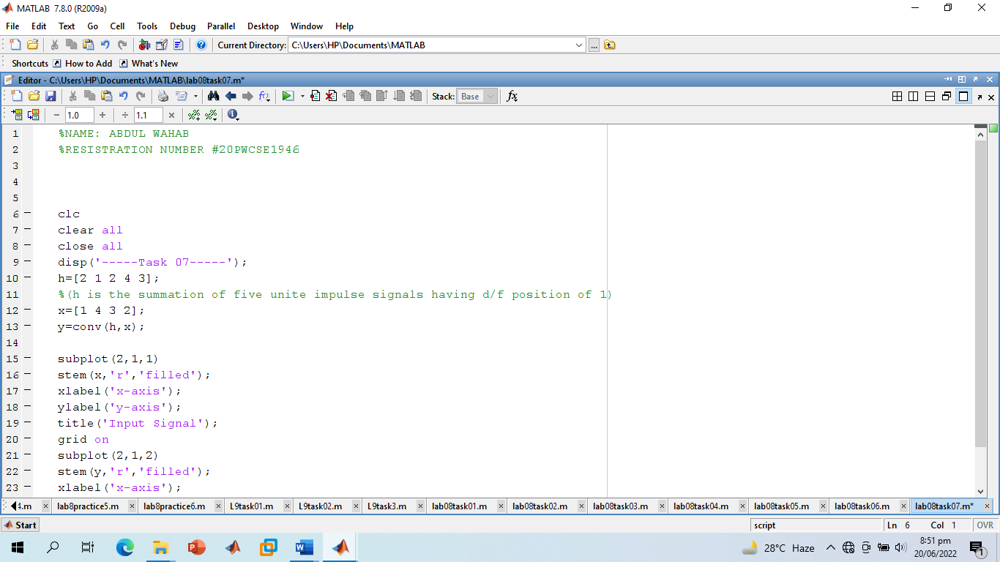 MATLAB 7.8.0 (R2009a)
File Edit Text Go Cell Tools Debug Parallel Desktop Window Help
Current Directory: C:\Users\HP\Documents\MATLAB ...
Shortcuts How to Add What's New
Editor - C:\Users\HP\Documents\MATLAB\lab08task07.m*
Stack: Base fx
− 1.0 + ÷ 1.1 ×
1 %NAME: ABDUL WAHAB
2 %RESISTRATION NUMBER #20PWCSE1946
3
4
5
6 − clc
7 − clear all
8 − close all
9 − disp('-----Task 07-----');
10 − h=[2 1 2 4 3];
11 %(h is the summation of five unite impulse signals having d/f position of 1)
12 − x=[1 4 3 2];
13 − y=conv(h,x);
14
15 − subplot(2,1,1)
16 − stem(x,'r','filled');
17 − xlabel('x-axis');
18 − ylabel('y-axis');
19 − title('Input Signal');
20 − grid on
21 − subplot(2,1,2)
22 − stem(y,'r','filled');
23 − xlabel('x-axis');
4.m lab8practice5.m lab8practice6.m L9task01.m L9task02.m L9task3.m lab08task01.m lab08task02.m lab08task03.m lab08task04.m lab08task05.m lab08task06.m lab08task07.m*
Start script Ln 6 Col 1 OVR
28°C Haze 8:51 pm
20/06/2022 1